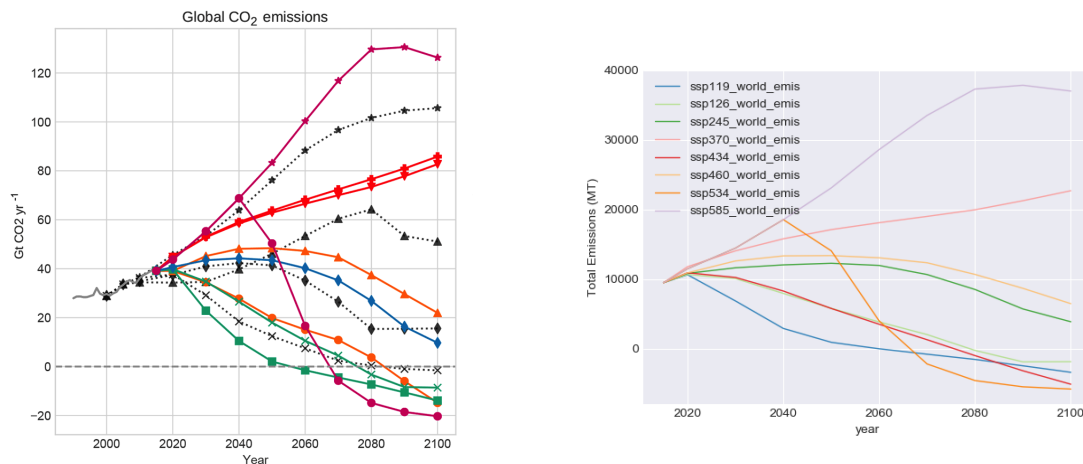 Global CO2 emissions
Gt CO2 yr -1
120
100
80
60
40
20
0
−20
2000
2020
2040
2060
2080
2100
Year
Total Emissions (MT)
40000
30000
20000
10000
0
ssp119_world_emis
ssp126_world_emis
ssp245_world_emis
ssp370_world_emis
ssp434_world_emis
ssp460_world_emis
ssp534_world_emis
ssp585_world_emis
2020
2040
2060
2080
2100
year